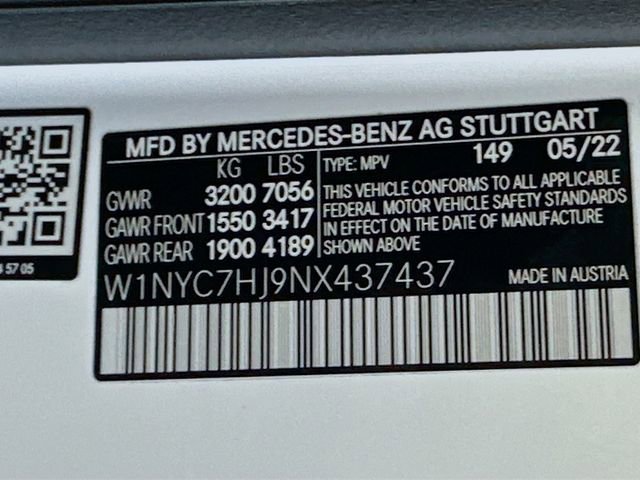 MFD BY MERCEDES-BENZ AG STUTTGART
KG LBS TYPE: MPV 149 05/22
GVWR 3200 7056
GAWR FRONT 1550 3417
GAWR REAR 1900 4189
THIS VEHICLE CONFORMS TO ALL APPLICABLE
FEDERAL MOTOR VEHICLE SAFETY STANDARDS
IN EFFECT ON THE DATE OF MANUFACTURE
SHOWN ABOVE
W1NYC7HJ9NX437437 MADE IN AUSTRIA
57 05